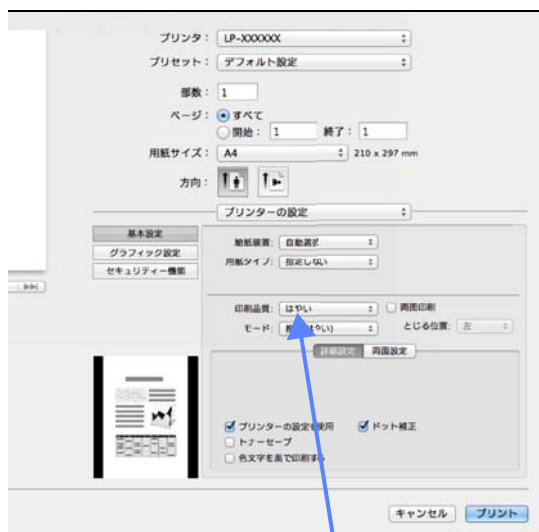 プリンタ： LP-XXXXXX
プリセット： デフォルト設定
部数： 1
ページ： すべて
開始： 1 終了： 1
用紙サイズ： A4 210 x 297 mm
方向：
プリンターの設定
基本設定
グラフィック設定
セキュリティー機能
給紙装置: 自動選択
用紙タイプ: 指定しない
印刷品質: はやい 両面印刷
モード: とじる位置: 左
詳細設定 両面設定
プリンターの設定を使用 ドット補正
トナーセーブ
色文字を黒で印刷する
キャンセル プリント